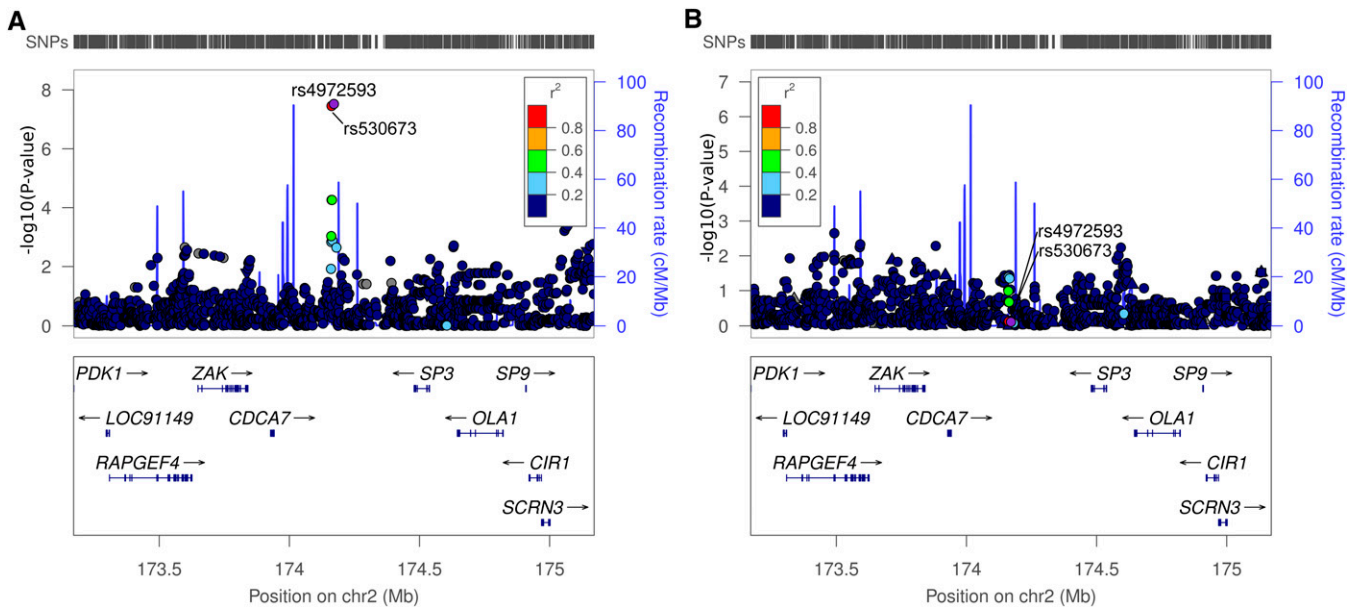 A
SNPs
rs4972593
rs530673
r²
0.8
0.6
0.4
0.2
8
6
4
2
0
-log10(P-value)
100
80
60
40
20
0
Recombination rate (cM/Mb)
PDK1 →
ZAK →
← SP3
SP9 →
← LOC91149
CDCA7 →
← OLA1
RAPGEF4 →
← CIR1
SCRN3 →
173.5
174
174.5
175
Position on chr2 (Mb)
B
SNPs
r²
0.8
0.6
0.4
0.2
rs4972593
rs530673
7
6
5
4
3
2
1
0
-log10(P-value)
100
80
60
40
20
0
Recombination rate (cM/Mb)
PDK1 →
ZAK →
← SP3
SP9 →
← LOC91149
CDCA7 →
← OLA1
RAPGEF4 →
← CIR1
SCRN3 →
173.5
174
174.5
175
Position on chr2 (Mb)